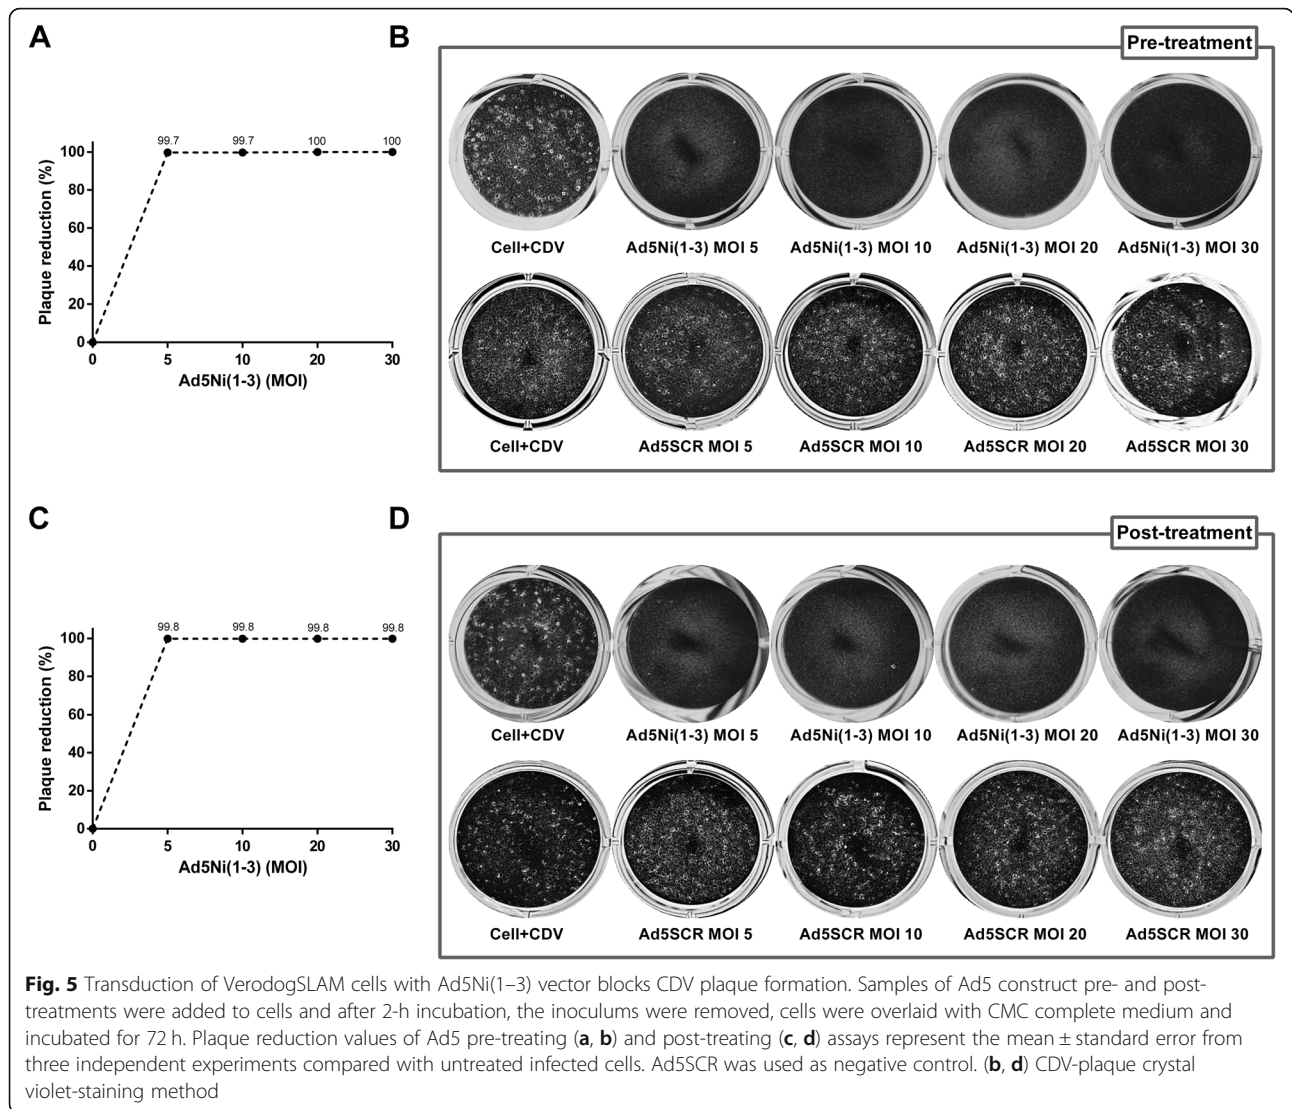 A
B
Pre-treatment
99.7
99.7
100
100
100
80
60
40
20
0
Plaque reduction (%)
0
5
10
20
30
Ad5Ni(1-3) (MOI)
Cell+CDV
Ad5Ni(1-3) MOI 5
Ad5Ni(1-3) MOI 10
Ad5Ni(1-3) MOI 20
Ad5Ni(1-3) MOI 30
Cell+CDV
Ad5SCR MOI 5
Ad5SCR MOI 10
Ad5SCR MOI 20
Ad5SCR MOI 30
C
D
Post-treatment
99.8
99.8
99.8
99.8
100
80
60
40
20
0
Plaque reduction (%)
0
5
10
20
30
Ad5Ni(1-3) (MOI)
Cell+CDV
Ad5Ni(1-3) MOI 5
Ad5Ni(1-3) MOI 10
Ad5Ni(1-3) MOI 20
Ad5Ni(1-3) MOI 30
Cell+CDV
Ad5SCR MOI 5
Ad5SCR MOI 10
Ad5SCR MOI 20
Ad5SCR MOI 30
Fig. 5 Transduction of VerodogSLAM cells with Ad5Ni(1–3) vector blocks CDV plaque formation. Samples of Ad5 construct pre- and post-
treatments were added to cells and after 2-h incubation, the inoculums were removed, cells were overlaid with CMC complete medium and
incubated for 72 h. Plaque reduction values of Ad5 pre-treating (a, b) and post-treating (c, d) assays represent the mean ± standard error from
three independent experiments compared with untreated infected cells. Ad5SCR was used as negative control. (b, d) CDV-plaque crystal
violet-staining method